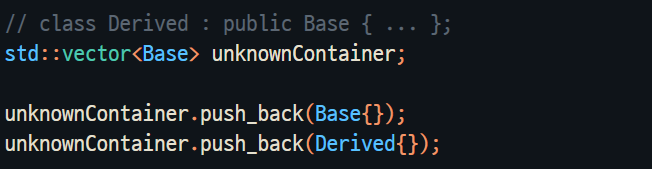 // class Derived : public Base { ... };
std::vector<Base> unknownContainer;
unknownContainer.push_back(Base{});
unknownContainer.push_back(Derived{});